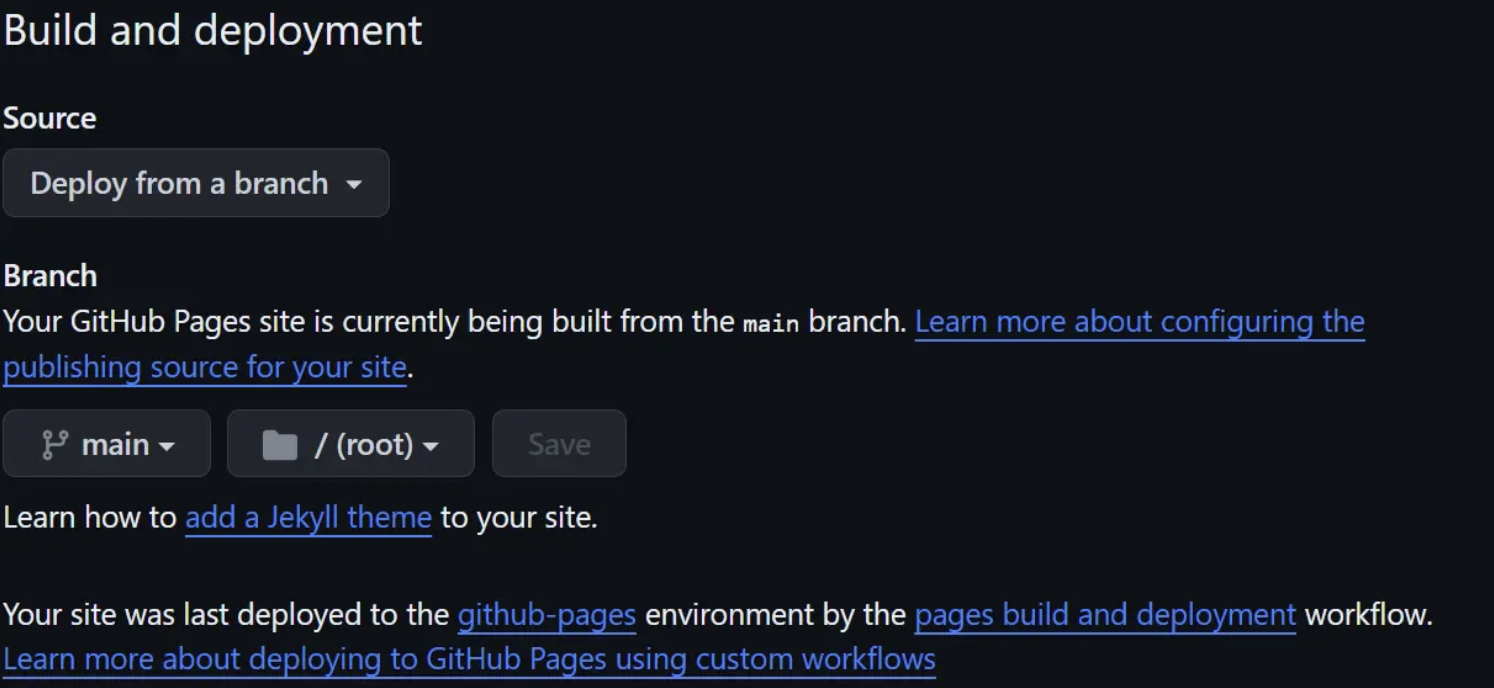 Build and deployment
Source
Deploy from a branch
Branch
Your GitHub Pages site is currently being built from the main branch. Learn more about configuring the
publishing source for your site.
main / (root) Save
Learn how to add a Jekyll theme to your site.
Your site was last deployed to the github-pages environment by the pages build and deployment workflow.
Learn more about deploying to GitHub Pages using custom workflows